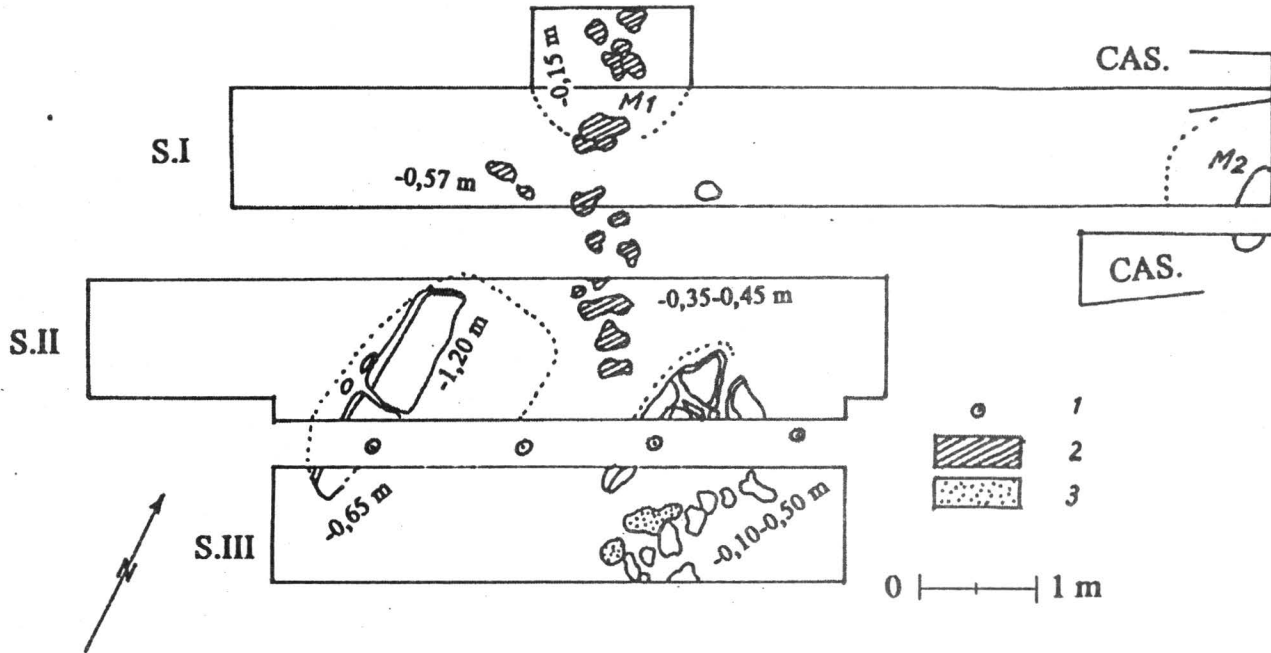 -0,15 m
CAS.
M1
S.I
M2
-0,57 m
CAS.
-0,35-0,45 m
S.II
-1,20 m
1
2
3
-0,65 m
-0,10-0,50 m
S.III
N
0 1 m